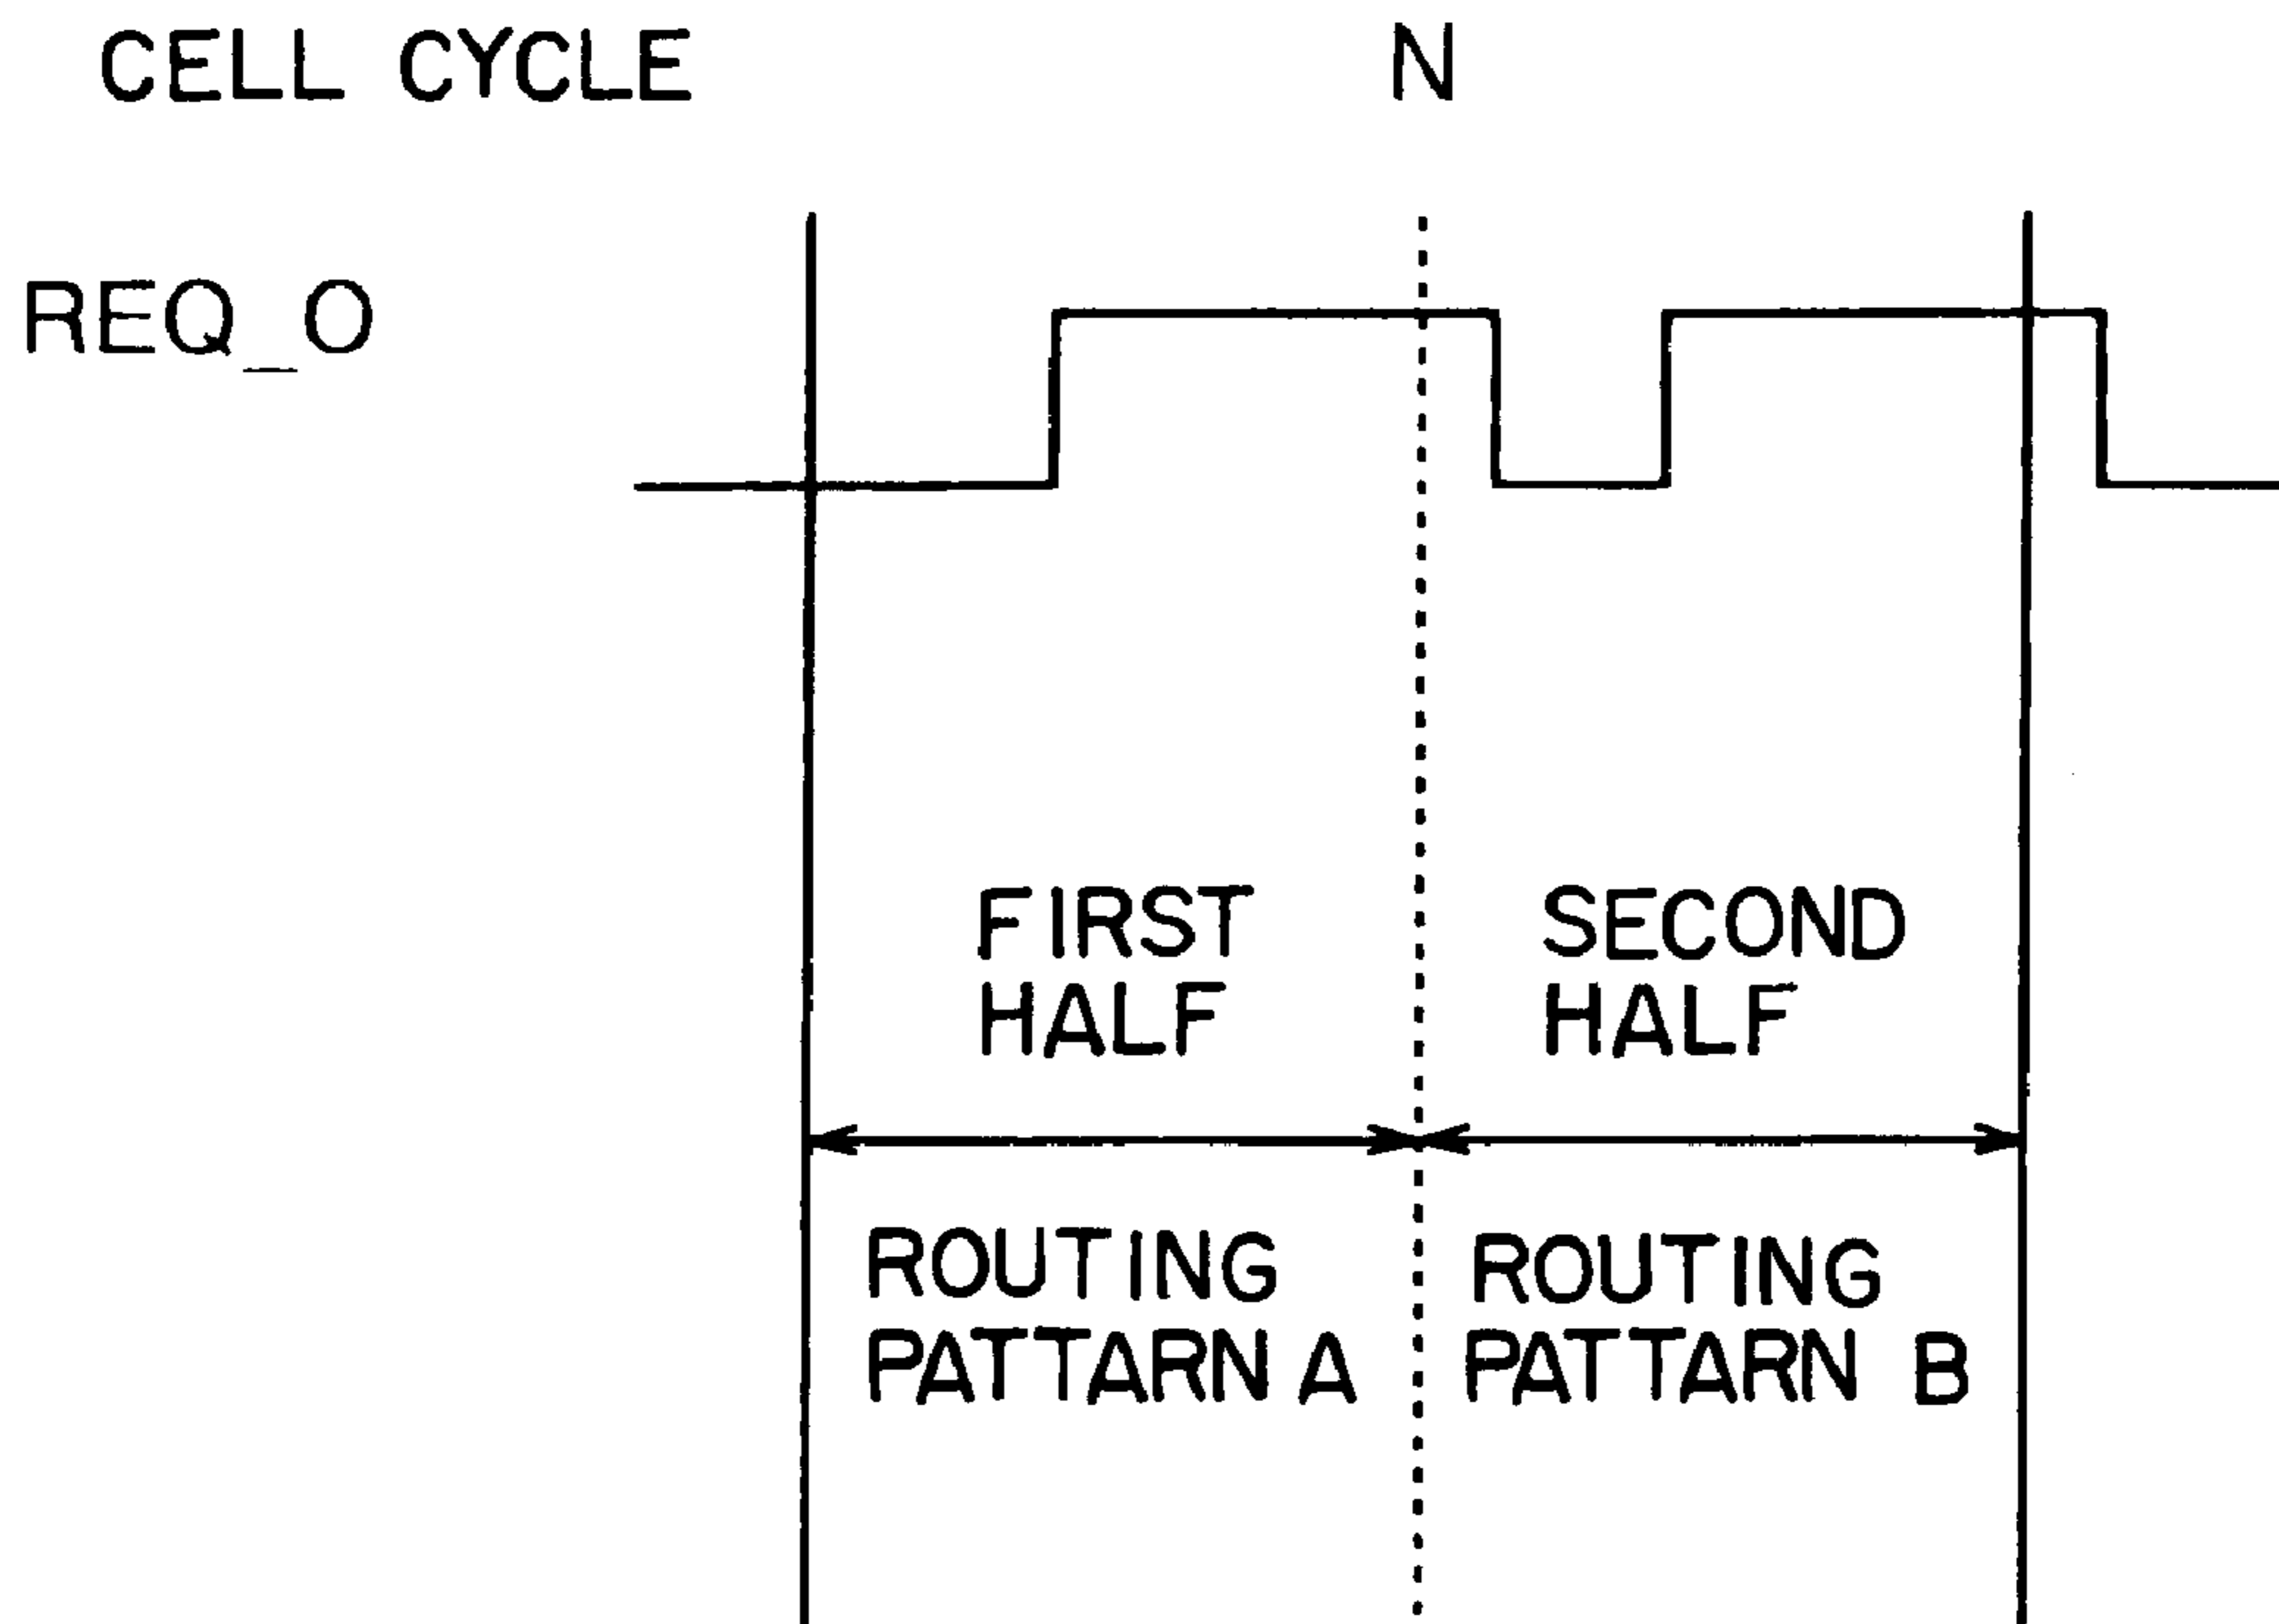 CELL CYCLE N
REQ_O
FIRST SECOND
HALF HALF
ROUTING ROUTING
PATTARN A PATTARN B